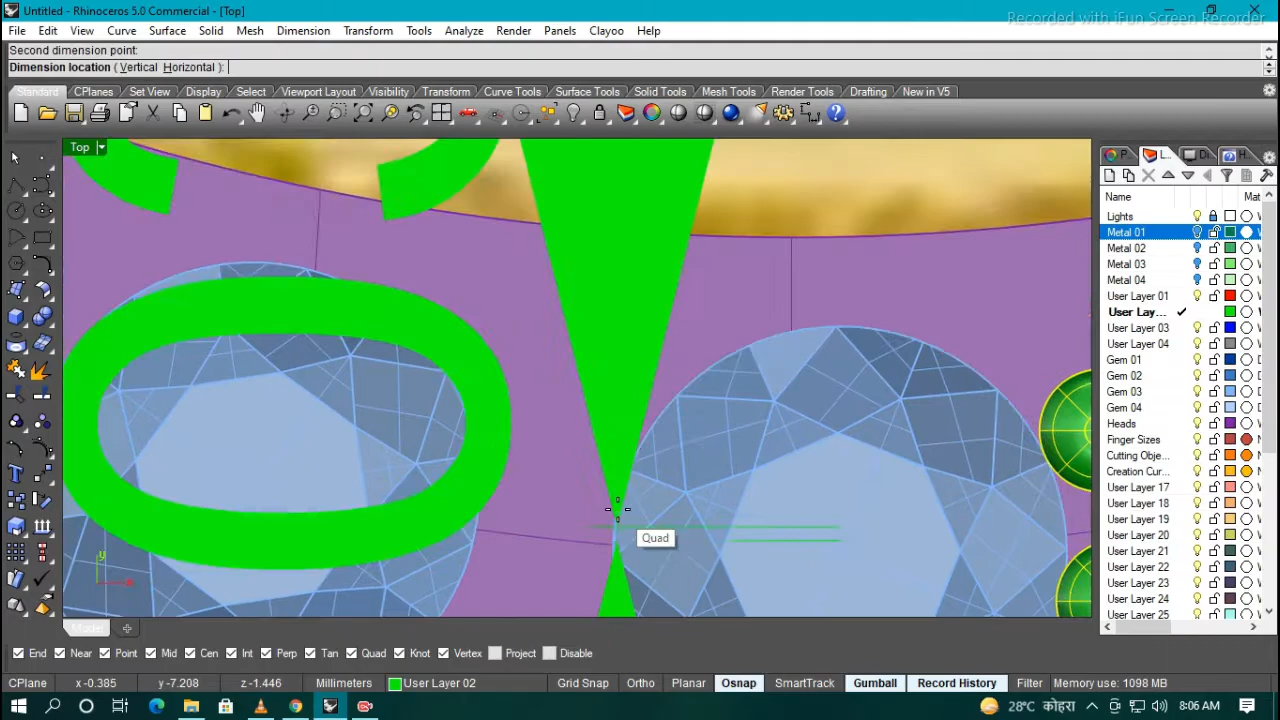 Untitled - Rhinoceros 5.0 Commercial - [Top]
Recorded with iFun Screen Recorder
File Edit View Curve Surface Solid Mesh Dimension Transform Tools Analyze Render Panels Clayoo Help
Second dimension point:
Dimension location ( Vertical Horizontal ):
Standard CPlanes Set View Display Select Viewport Layout Visibility Transform Curve Tools Surface Tools Solid Tools Mesh Tools Render Tools Drafting New in V5
Top
P... L... Di... H...
Name Mat
Lights
Metal 01
Metal 02
Metal 03
Metal 04
User Layer 01
User Lay...
User Layer 03
User Layer 04
Gem 01
Gem 02
Gem 03
Gem 04
Heads
Finger Sizes
Cutting Obje...
Creation Cur...
User Layer 17
User Layer 18
User Layer 19
User Layer 20
User Layer 21
User Layer 22
User Layer 23
User Layer 24
User Layer 25
Quad
y
x
Model
End Near Point Mid Cen Int Perp Tan Quad Knot Vertex Project Disable
CPlane x -0.385 y -7.208 z -1.446 Millimeters User Layer 02 Grid Snap Ortho Planar Osnap SmartTrack Gumball Record History Filter Memory use: 1098 MB
28°C कोहरा 8:06 AM